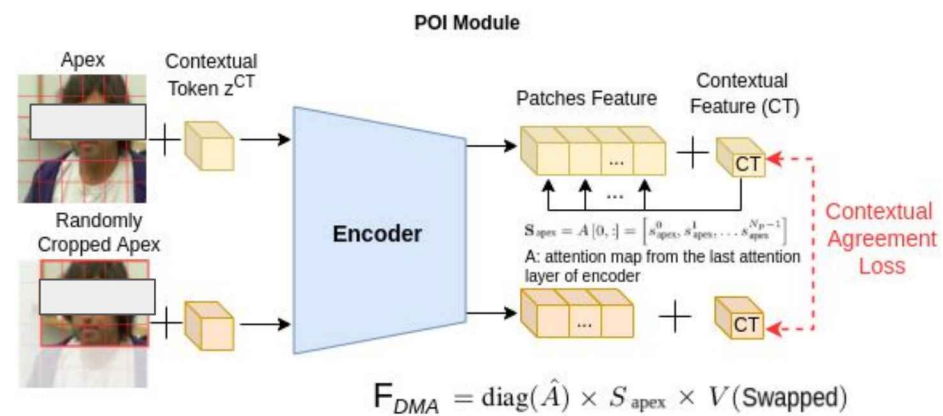 POI Module
Apex
Contextual
Token z^CT
Patches Feature
Contextual
Feature (CT)
...
CT
...
Randomly
Cropped Apex
Encoder
S_apex = A[0,:] = [s^0_apex, s^1_apex, ... s^{N_p−1}_apex]
A: attention map from the last attention
layer of encoder
Contextual
Agreement
Loss
...
CT
F_DMA = diag(Â) × S_apex × V(Swapped)